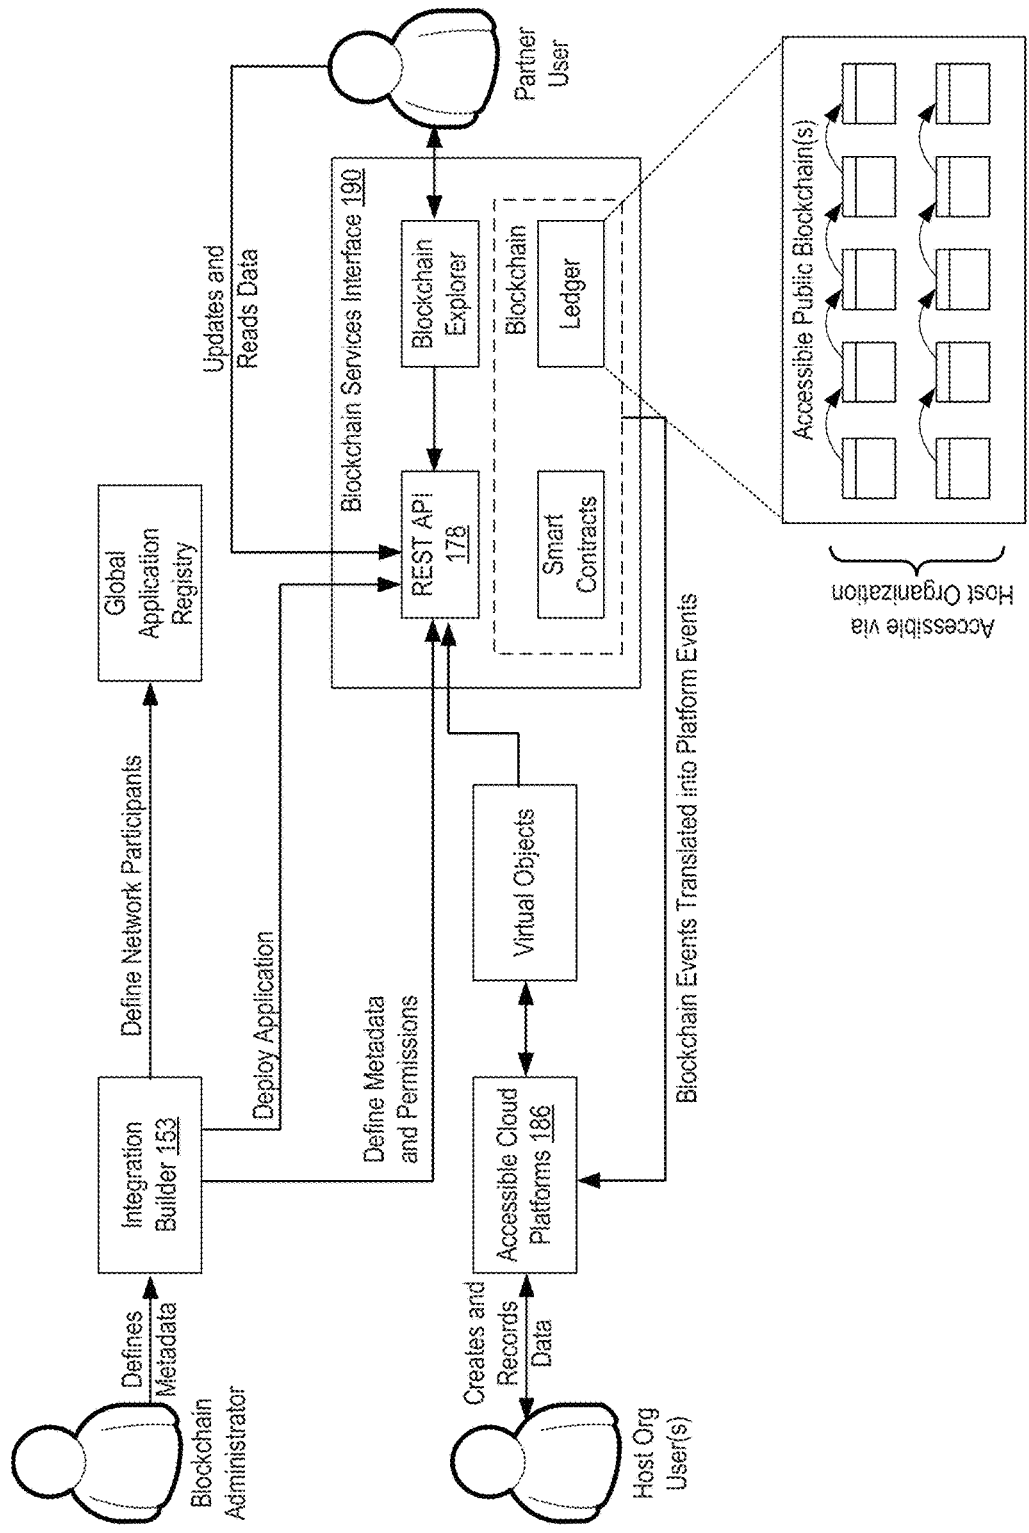 Blockchain
Administrator
Defines
Metadata
Integration
Builder 153
Define Network Participants
Global
Application
Registry
Deploy Application
Define Metadata
and Permissions
Updates and
Reads Data
Partner
User
Blockchain Services Interface 190
REST API
178
Blockchain
Explorer
Blockchain
Smart
Contracts
Ledger
Host Org
User(s)
Creates and
Records
Data
Accessible Cloud
Platforms 186
Virtual Objects
Blockchain Events Translated into Platform Events
Accessible via
Host Organization
Accessible Public Blockchain(s)